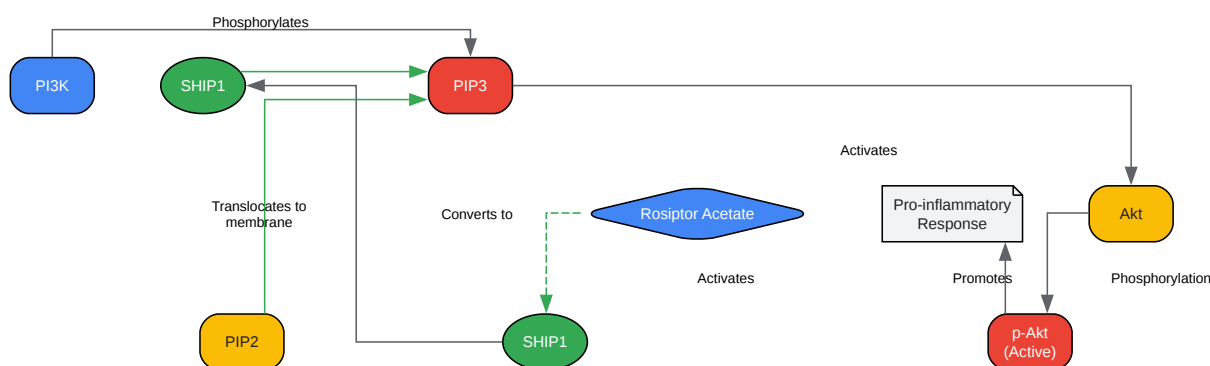 Phosphorylates
PI3K
SHIP1
PIP3
Activates
Translocates to
membrane
Converts to
Rosiptor Acetate
Pro-inflammatory
Response
Akt
Activates
Promotes
Phosphorylation
PIP2
SHIP1
p-Akt
(Active)